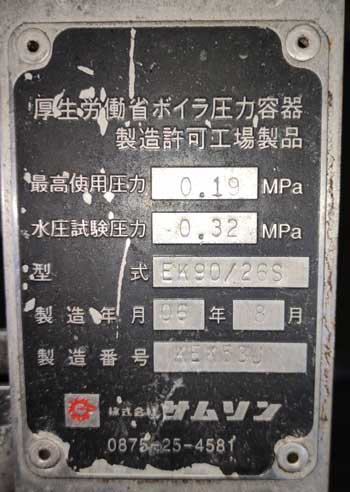 厚生労働省ボイラ圧力容器
製造許可工場製品
最高使用圧力 0.19 MPa
水圧試験圧力 0.32 MPa
型式 EK90/26S
製造年月 06年 8月
製造番号
株式会社 サムソン
0875-25-4581